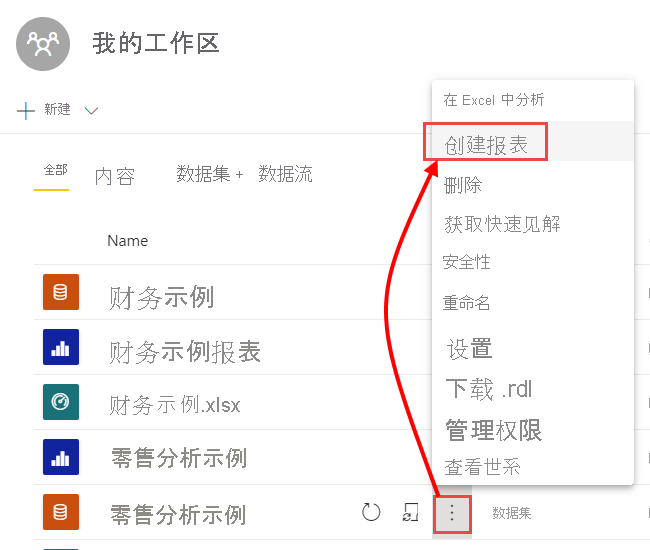 我的工作区
新建
全部
内容
数据集 +
数据流
Name
财务示例
财务示例报表
财务示例.xlsx
零售分析示例
零售分析示例
数据集
在 Excel 中分析
创建报表
删除
获取快速见解
安全性
重命名
设置
下载 .rdl
管理权限
查看世系